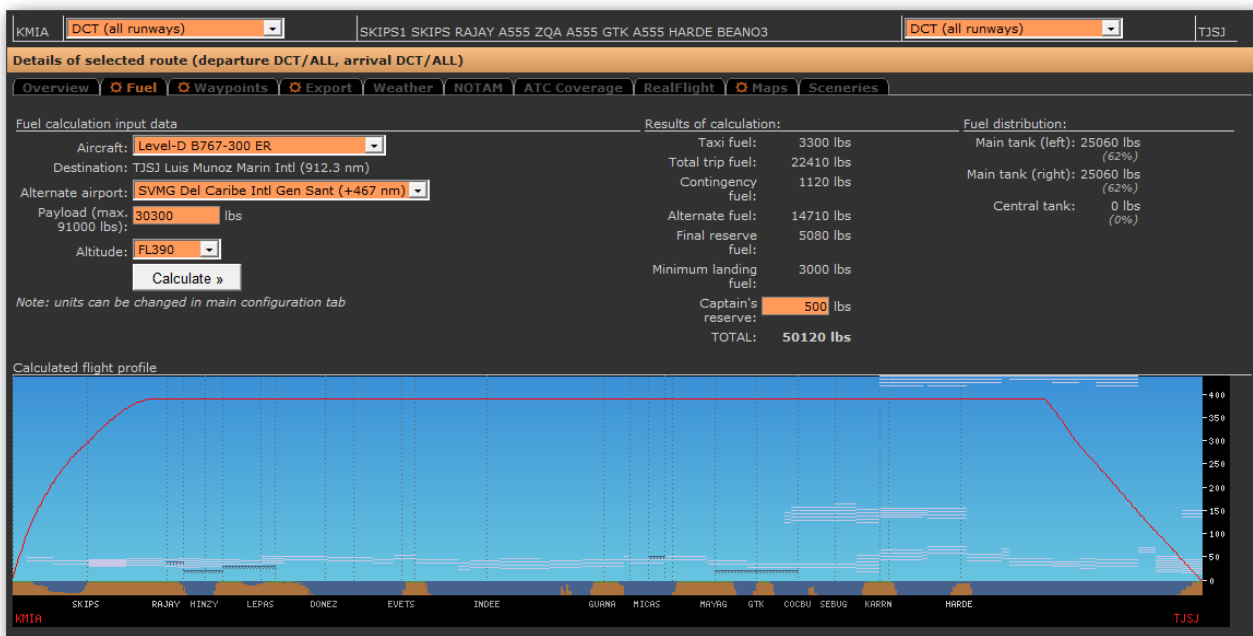 KMIA DCT (all runways) SKIPS1 SKIPS RAJAY A555 ZQA A555 GTK A555 HARDE BEANO3 DCT (all runways) TJSJ
Details of selected route (departure DCT/ALL, arrival DCT/ALL)
Overview Fuel Waypoints Export Weather NOTAM ATC Coverage RealFlight Maps Sceneries
Fuel calculation input data
Aircraft: Level-D B767-300 ER
Destination: TJSJ Luis Munoz Marin Intl (912.3 nm)
Alternate airport: SVMG Del Caribe Intl Gen Sant (+467 nm)
Payload (max.
91000 lbs): 30300 lbs
Altitude: FL390
Calculate »
Note: units can be changed in main configuration tab
Results of calculation:
Taxi fuel: 3300 lbs
Total trip fuel: 22410 lbs
Contingency 1120 lbs
fuel:
Alternate fuel: 14710 lbs
Final reserve 5080 lbs
fuel:
Minimum landing 3000 lbs
fuel:
Captain's
reserve: 500 lbs
TOTAL: 50120 lbs
Fuel distribution:
Main tank (left): 25060 lbs
(62%)
Main tank (right): 25060 lbs
(62%)
Central tank: 0 lbs
(0%)
Calculated flight profile
400
350
300
250
200
150
100
50
0
SKIPS RAJAY HINZY LEPAS DONEZ EVETS INDEE GUANA MICAS MAYAG GTK COCBU SEBUG KARRN HARDE
KMIA TJSJ